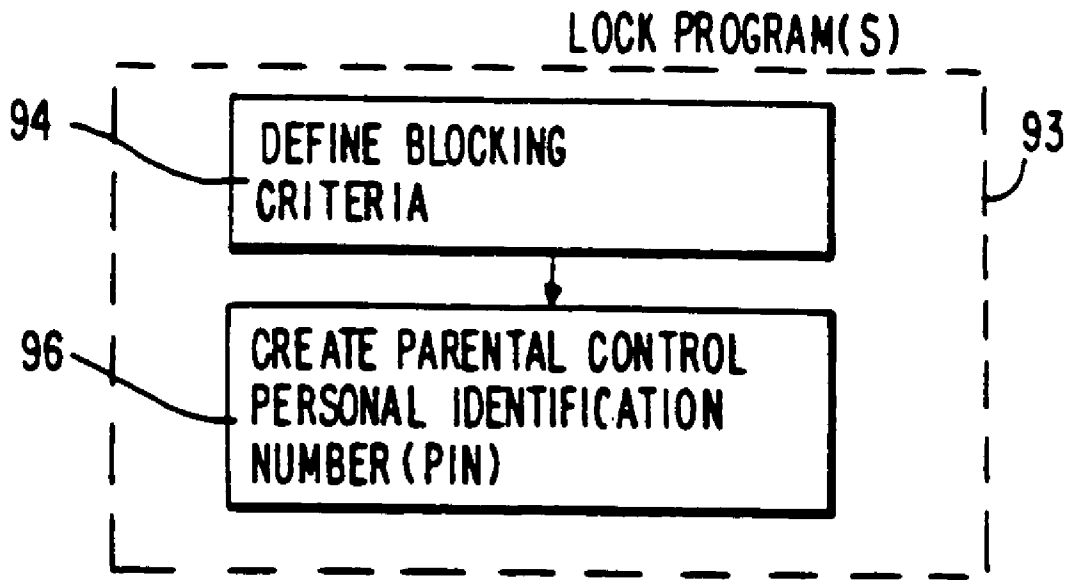 LOCK PROGRAM(S)
94
DEFINE BLOCKING
CRITERIA
93
96
CREATE PARENTAL CONTROL
PERSONAL IDENTIFICATION
NUMBER (PIN)